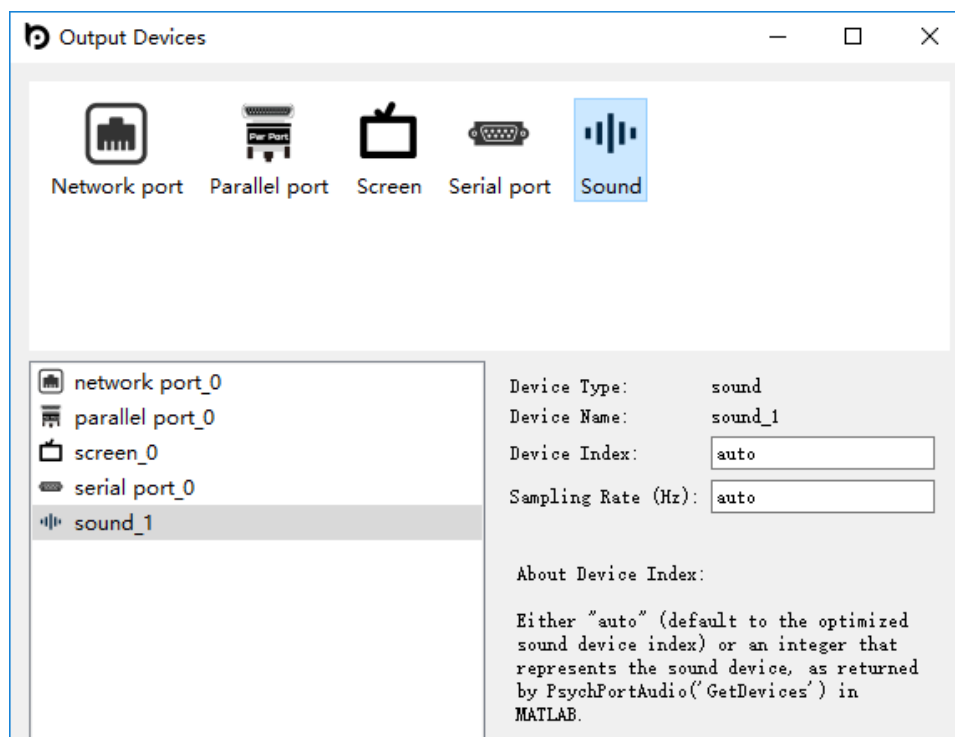 Output Devices
Par Port
Network port Parallel port Screen Serial port Sound
network port_0
parallel port_0
screen_0
serial port_0
sound_1
Device Type: sound
Device Name: sound_1
Device Index: auto
Sampling Rate (Hz): auto
About Device Index:
Either "auto" (default to the optimized
sound device index) or an integer that
represents the sound device, as returned
by PsychPortAudio('GetDevices') in
MATLAB.